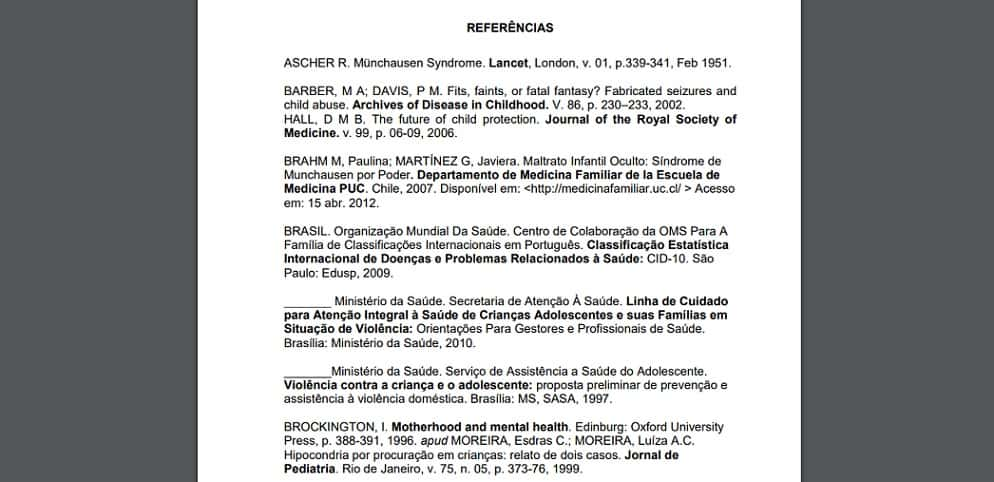 REFERÊNCIAS
ASCHER R. Münchausen Syndrome. Lancet, London, v. 01, p.339-341, Feb 1951.
BARBER, M A; DAVIS, P M. Fits, faints, or fatal fantasy? Fabricated seizures and
child abuse. Archives of Disease in Childhood. V. 86, p. 230–233, 2002.
HALL, D M B. The future of child protection. Journal of the Royal Society of
Medicine. v. 99, p. 06-09, 2006.
BRAHM M, Paulina; MARTÍNEZ G, Javiera. Maltrato Infantil Oculto: Síndrome de
Munchausen por Poder. Departamento de Medicina Familiar de la Escuela de
Medicina PUC. Chile, 2007. Disponível em: <http://medicinafamiliar.uc.cl/ > Acesso
em: 15 abr. 2012.
BRASIL. Organização Mundial Da Saúde. Centro de Colaboração da OMS Para A
Família de Classificações Internacionais em Português. Classificação Estatística
Internacional de Doenças e Problemas Relacionados à Saúde: CID-10. São
Paulo: Edusp, 2009.
_______ Ministério da Saúde. Secretaria de Atenção À Saúde. Linha de Cuidado
para Atenção Integral à Saúde de Crianças Adolescentes e suas Famílias em
Situação de Violência: Orientações Para Gestores e Profissionais de Saúde.
Brasília: Ministério da Saúde, 2010.
_______Ministério da Saúde. Serviço de Assistência a Saúde do Adolescente.
Violência contra a criança e o adolescente: proposta preliminar de prevenção e
assistência à violência doméstica. Brasília: MS, SASA, 1997.
BROCKINGTON, I. Motherhood and mental health. Edinburg: Oxford University
Press, p. 388-391, 1996. apud MOREIRA, Esdras C.; MOREIRA, Luíza A.C.
Hipocondria por procuração em crianças: relato de dois casos. Jornal de
Pediatria. Rio de Janeiro, v. 75, n. 05, p. 373-76, 1999.